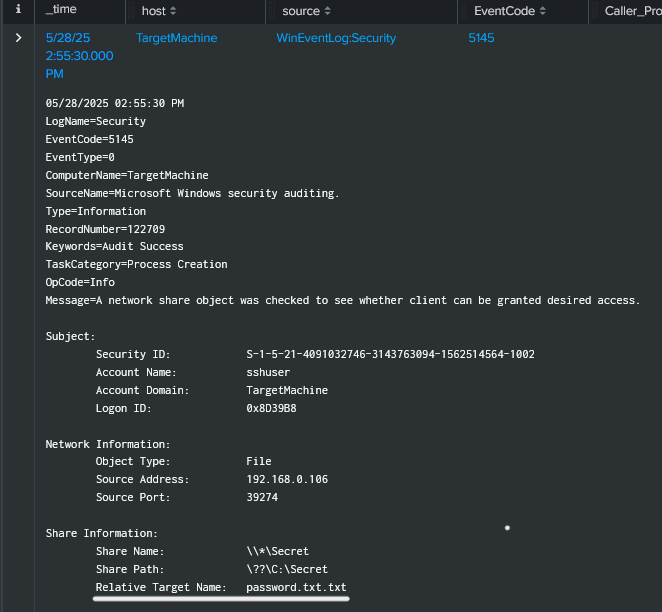 i _time host source EventCode Caller_Pro
5/28/25 TargetMachine WinEventLog:Security 5145
2:55:30.000
PM
05/28/2025 02:55:30 PM
LogName=Security
EventCode=5145
EventType=0
ComputerName=TargetMachine
SourceName=Microsoft Windows security auditing.
Type=Information
RecordNumber=122709
Keywords=Audit Success
TaskCategory=Process Creation
OpCode=Info
Message=A network share object was checked to see whether client can be granted desired access.
Subject:
Security ID: S-1-5-21-4091032746-3143763094-1562514564-1002
Account Name: sshuser
Account Domain: TargetMachine
Logon ID: 0x8D39B8
Network Information:
Object Type: File
Source Address: 192.168.0.106
Source Port: 39274
Share Information:
Share Name: \\*\Secret
Share Path: \??\C:\Secret
Relative Target Name: password.txt.txt